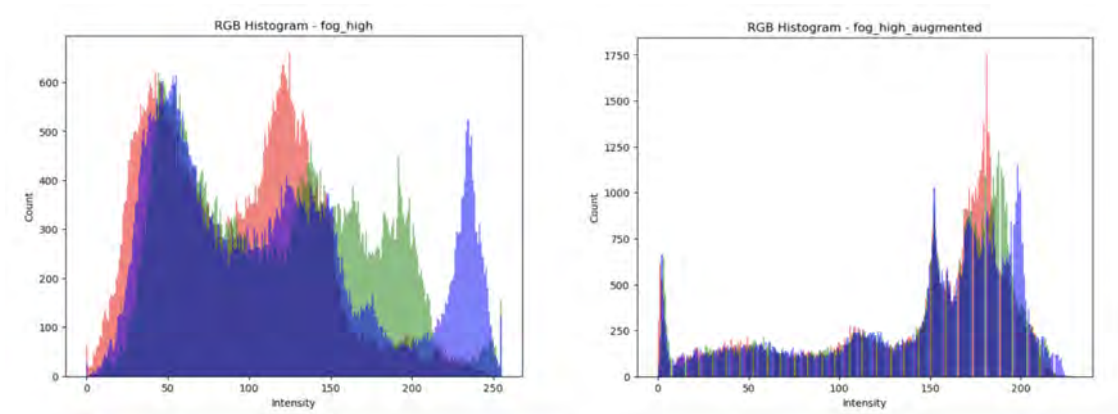 RGB Histogram - fog_high
600
500
400
300
200
100
0
Count
0 50 100 150 200 250
Intensity
RGB Histogram - fog_high_augmented
1750
1500
1250
1000
750
500
250
0
Count
0 50 100 150 200
Intensity